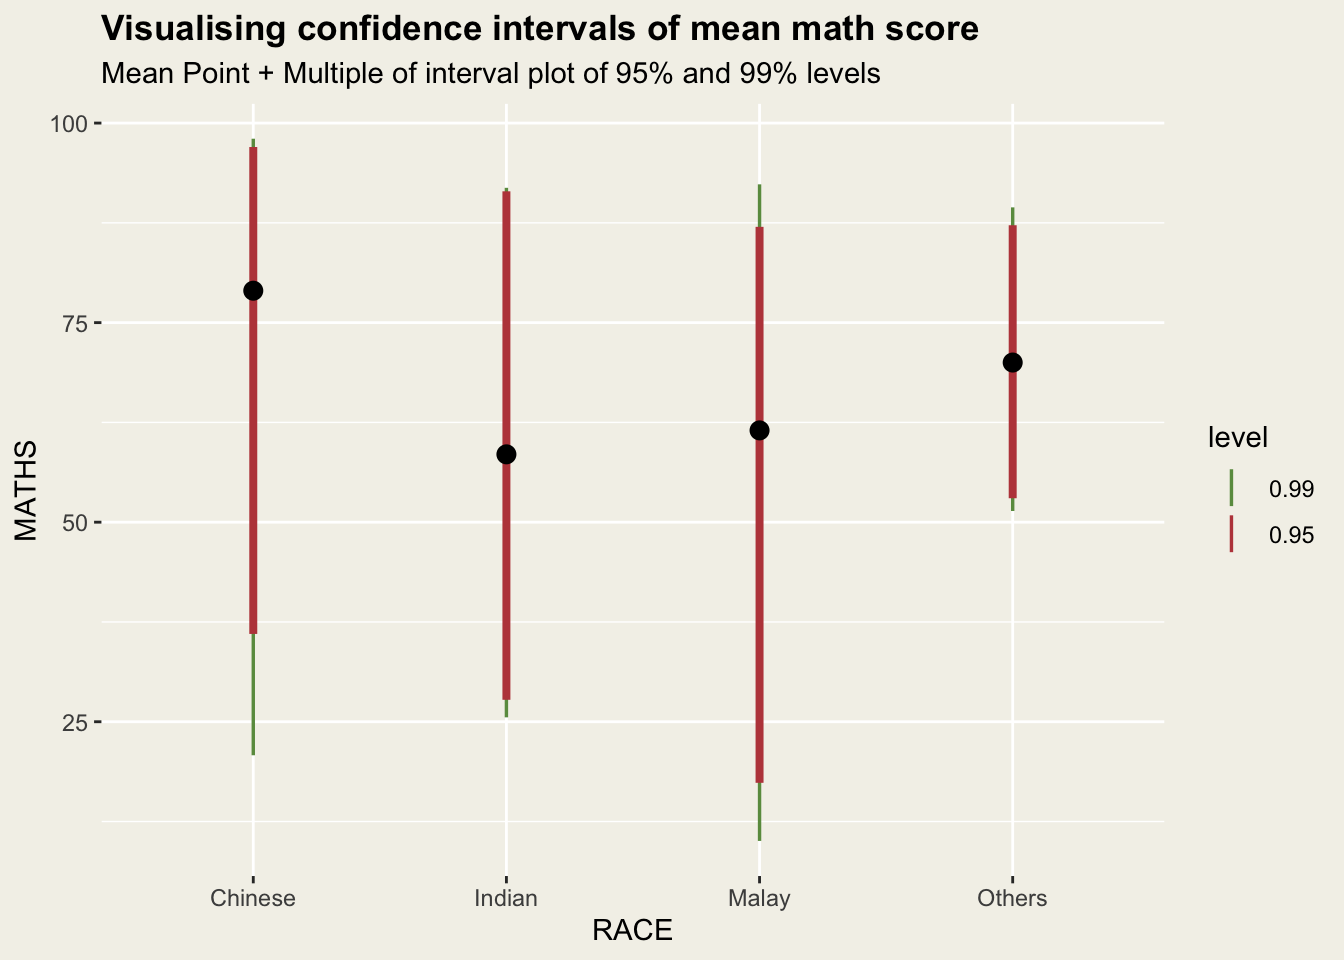 Visualising confidence intervals of mean math score
Mean Point + Multiple of interval plot of 95% and 99% levels
100
75
50
25
MATHS
Chinese
Indian
Malay
Others
RACE
level
0.99
0.95